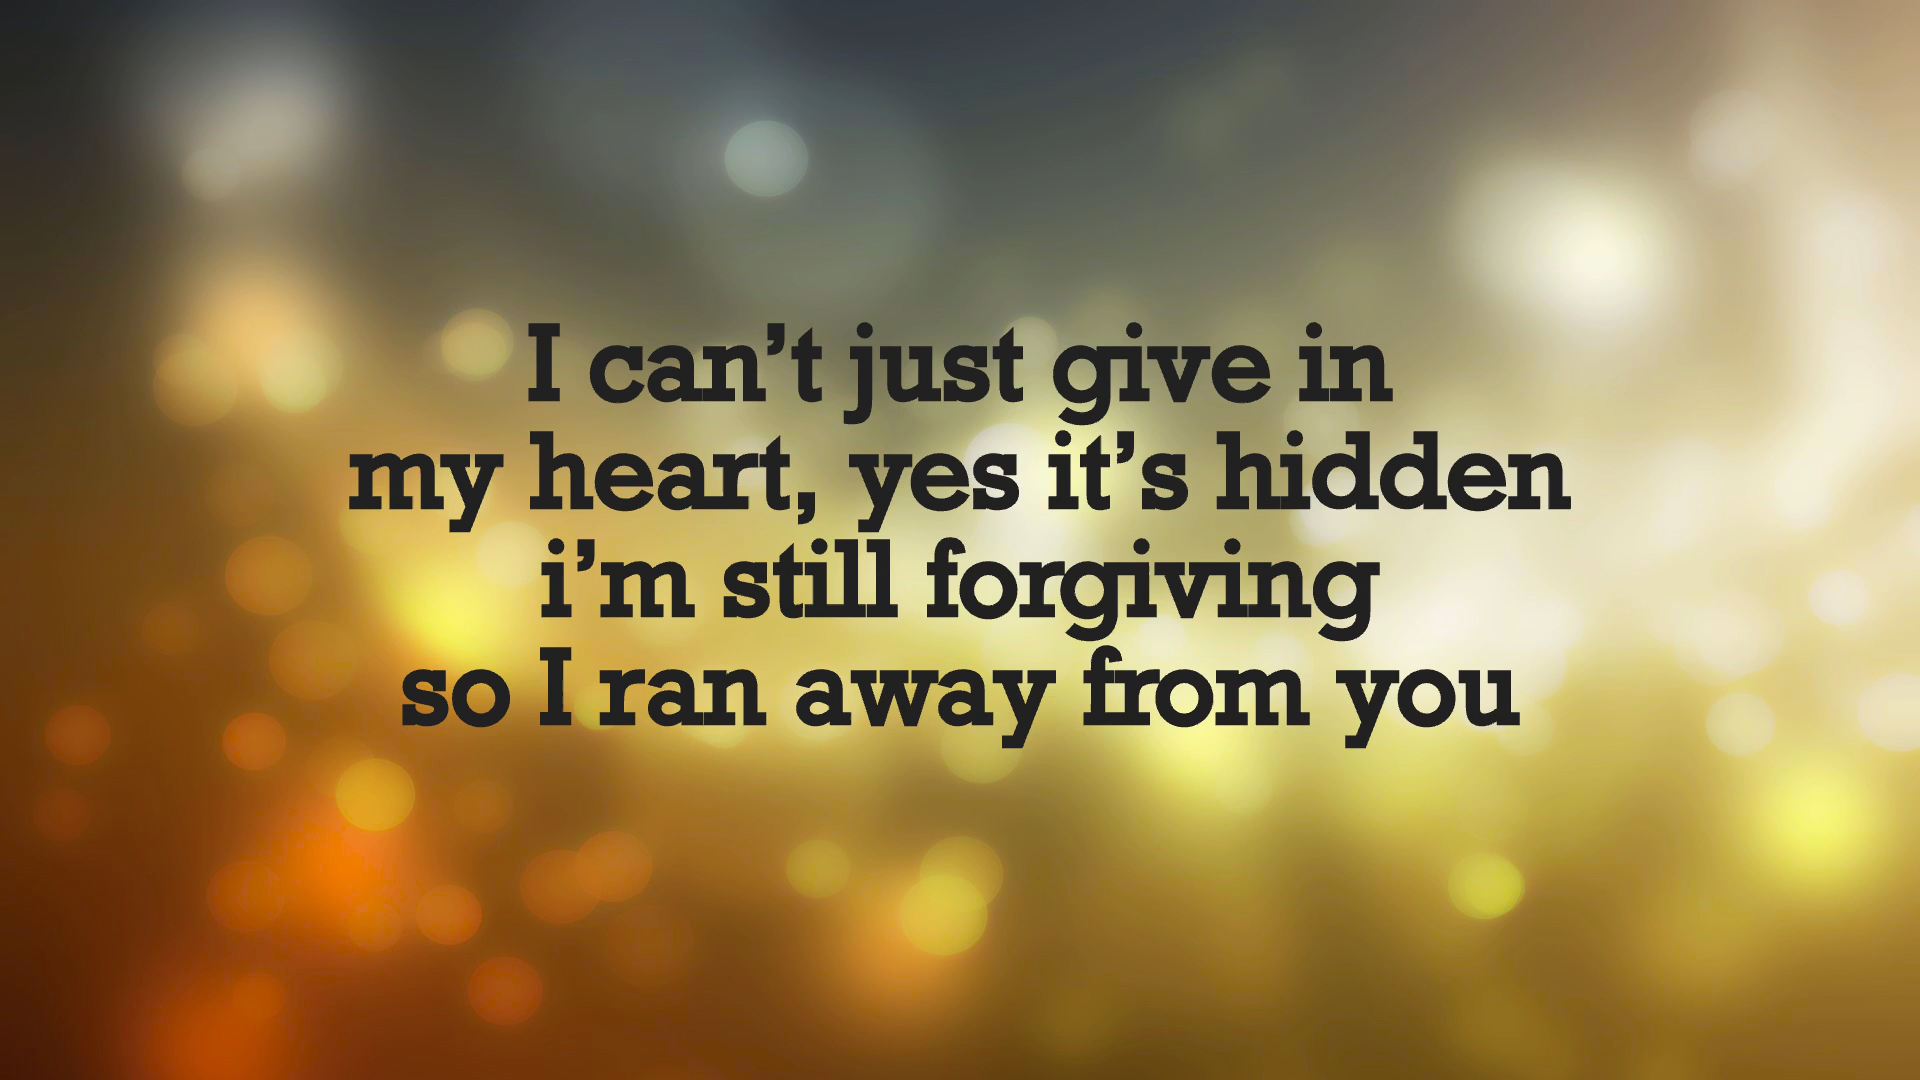 I can’t just give in
my heart, yes it’s hidden
i’m still forgiving
so I ran away from you